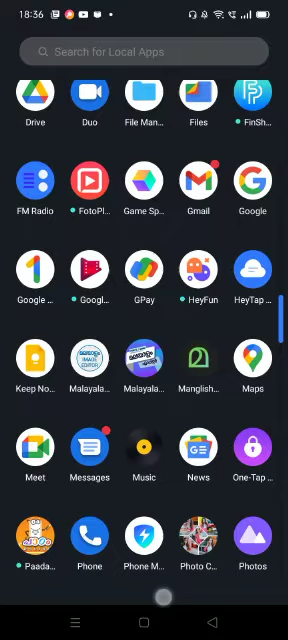 18:36
Search for Local Apps
Drive Duo File Man... Files FinSh...
FM Radio FotoPl... Game Sp... Gmail Google
Google ... Googl... GPay HeyFun HeyTap ...
Keep No... Malayala... Malayala... Manglish... Maps
Meet Messages Music News One-Tap ...
Paada... Phone Phone M... Photo C... Photos